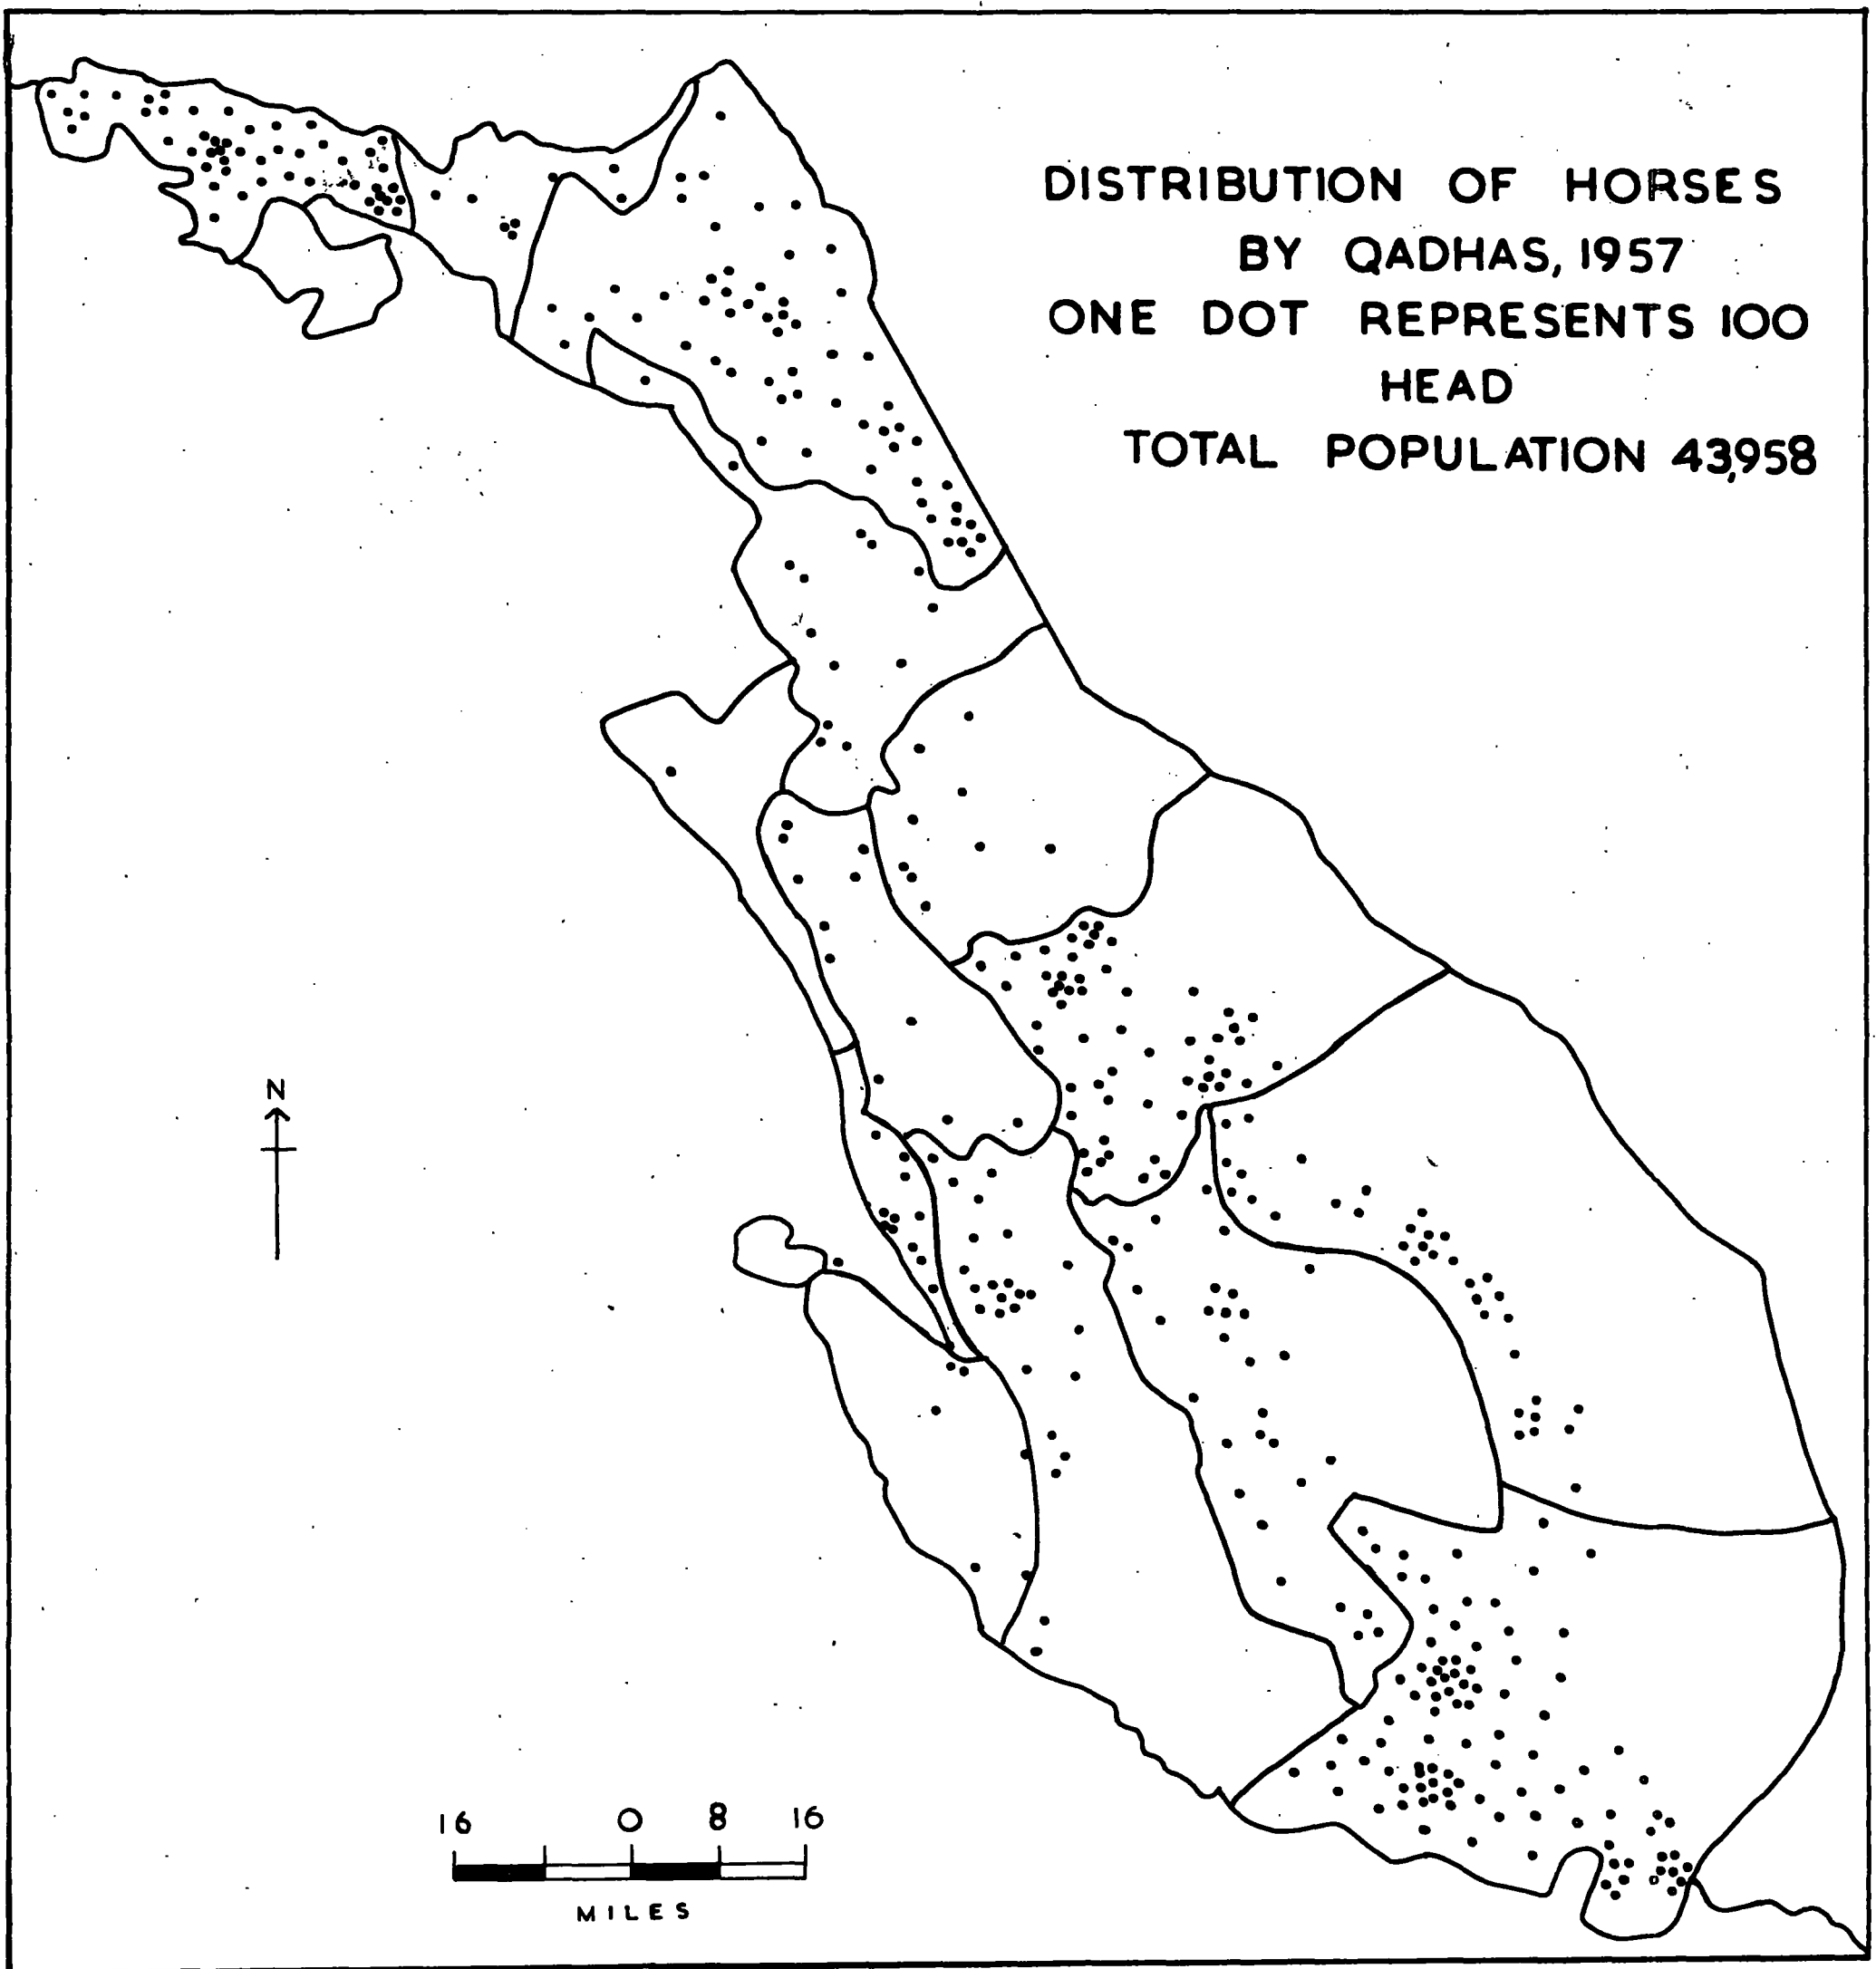 DISTRIBUTION OF HORSES
BY QADHAS, 1957
ONE DOT REPRESENTS 100
HEAD
TOTAL POPULATION 43,958
N
16 0 8 16
MILES